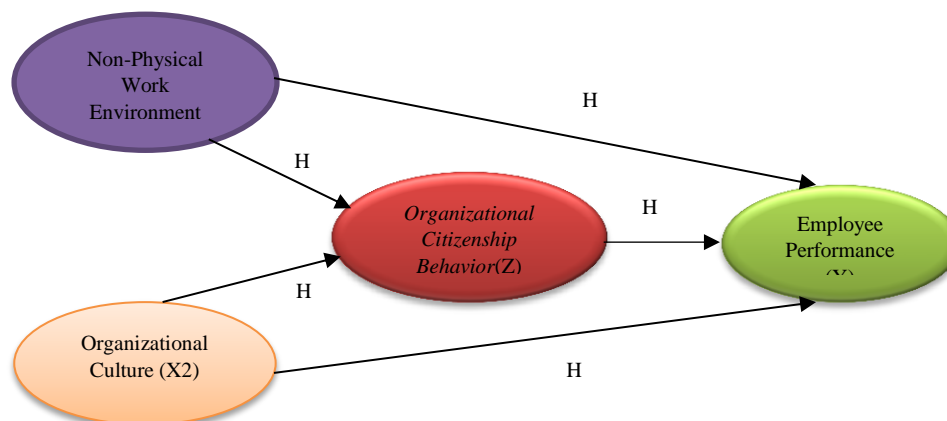 Non-Physical
Work
Environment
H
H
Organizational
Citizenship
Behavior(Z)
H
Employee
Performance
H
Organizational
Culture (X2)
H